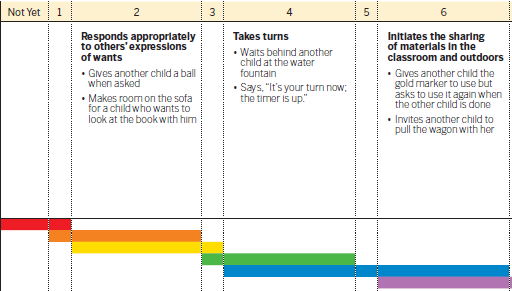 Not Yet 1 2 3 4 5 6
Responds appropriately
to others' expressions
of wants
• Gives another child a ball
when asked
• Makes room on the sofa
for a child who wants to
look at the book with him
Takes turns
• Waits behind another
child at the water
fountain
• Says, "It's your turn now;
the timer is up."
Initiates the sharing
of materials in the
classroom and outdoors
• Gives another child the
gold marker to use but
asks to use it again when
the other child is done
• Invites another child to
pull the wagon with her